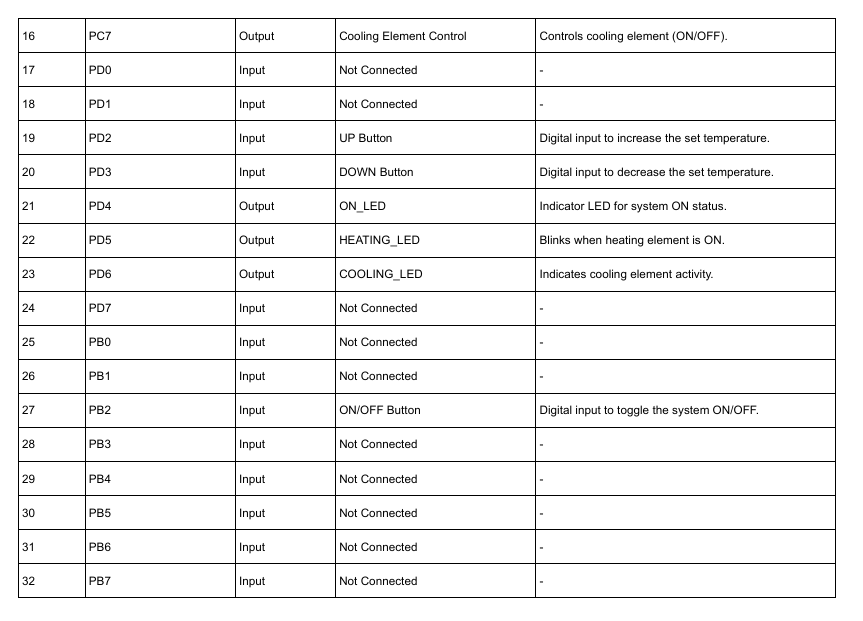 16 PC7 Output Cooling Element Control Controls cooling element (ON/OFF).
17 PD0 Input Not Connected -
18 PD1 Input Not Connected -
19 PD2 Input UP Button Digital input to increase the set temperature.
20 PD3 Input DOWN Button Digital input to decrease the set temperature.
21 PD4 Output ON_LED Indicator LED for system ON status.
22 PD5 Output HEATING_LED Blinks when heating element is ON.
23 PD6 Output COOLING_LED Indicates cooling element activity.
24 PD7 Input Not Connected -
25 PB0 Input Not Connected -
26 PB1 Input Not Connected -
27 PB2 Input ON/OFF Button Digital input to toggle the system ON/OFF.
28 PB3 Input Not Connected -
29 PB4 Input Not Connected -
30 PB5 Input Not Connected -
31 PB6 Input Not Connected -
32 PB7 Input Not Connected -